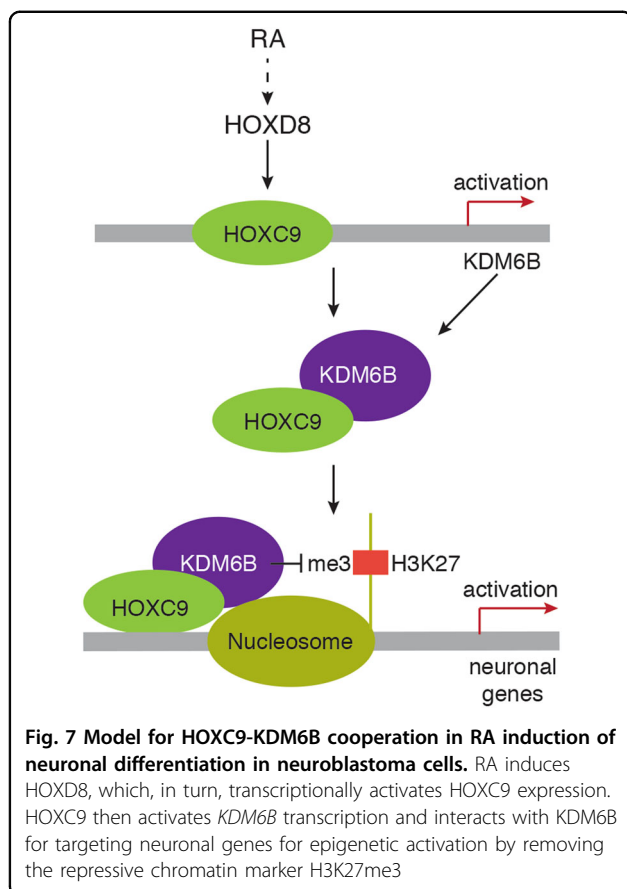 RA
HOXD8
activation
HOXC9
KDM6B
KDM6B
HOXC9
KDM6B
me3
H3K27
HOXC9
activation
Nucleosome
neuronal
genes
Fig. 7 Model for HOXC9-KDM6B cooperation in RA induction of
neuronal differentiation in neuroblastoma cells. RA induces
HOXD8, which, in turn, transcriptionally activates HOXC9 expression.
HOXC9 then activates KDM6B transcription and interacts with KDM6B
for targeting neuronal genes for epigenetic activation by removing
the repressive chromatin marker H3K27me3